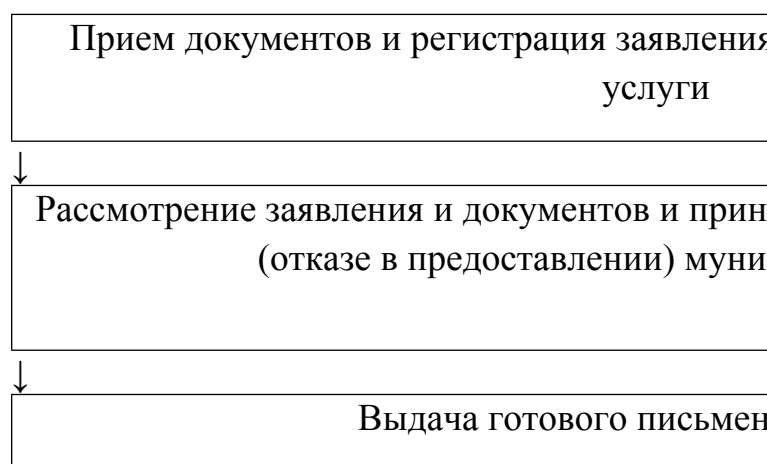 Прием документов и регистрация заявления
услуги
↓
Рассмотрение заявления и документов и прин
(отказе в предоставлении) муни
↓
Выдача готового письмен